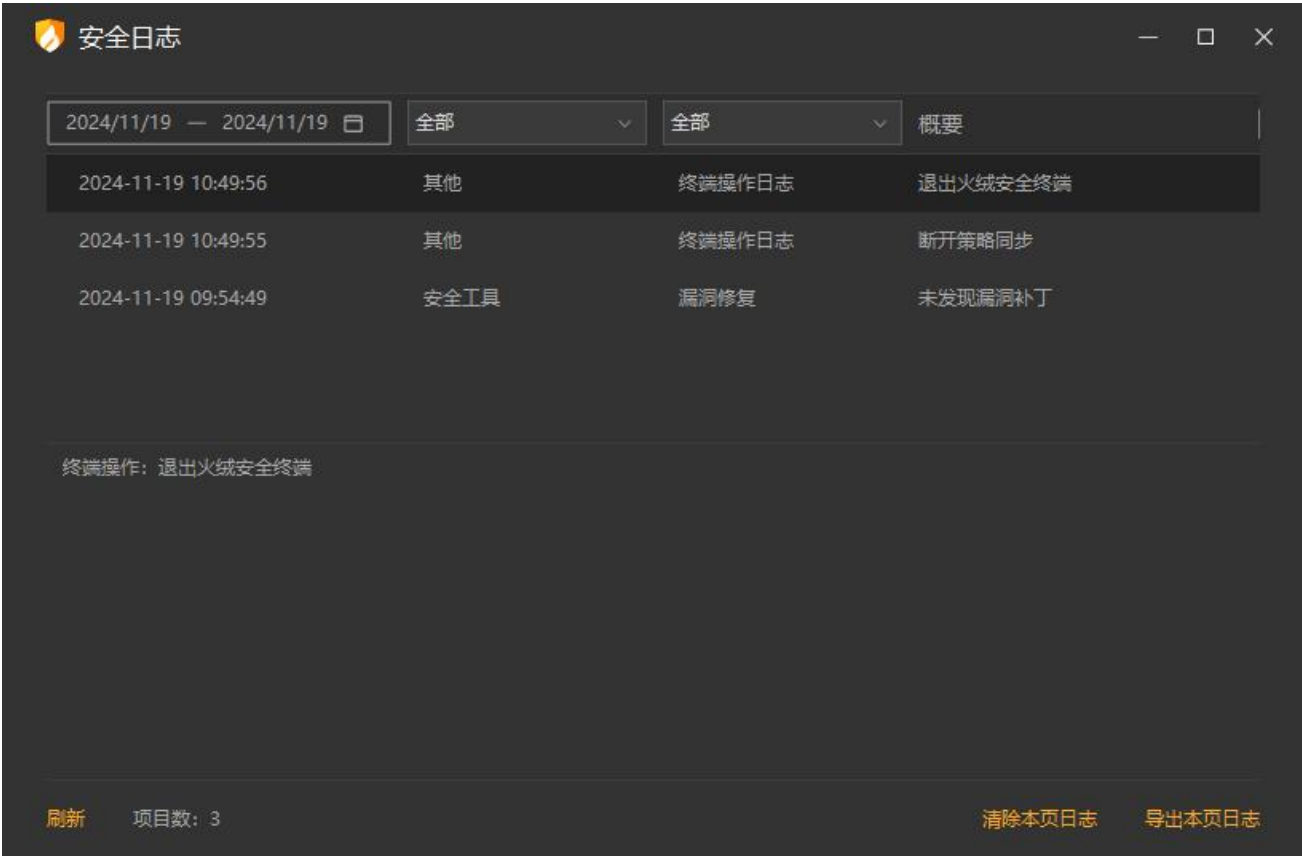 安全日志
2024/11/19 — 2024/11/19 全部 全部 概要
2024-11-19 10:49:56 其他 终端操作日志 退出火绒安全终端
2024-11-19 10:49:55 其他 终端操作日志 断开策略同步
2024-11-19 09:54:49 安全工具 漏洞修复 未发现漏洞补丁
终端操作：退出火绒安全终端
刷新 项目数：3 清除本页日志 导出本页日志